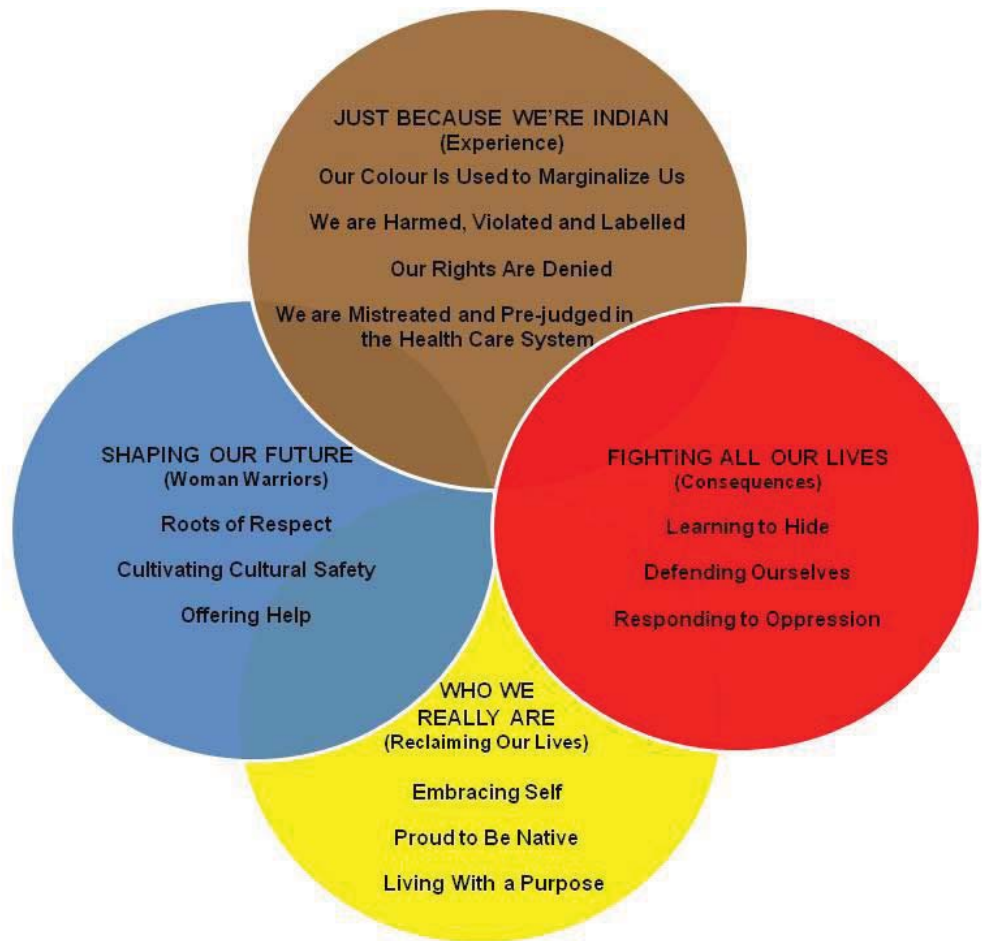 JUST BECAUSE WE'RE INDIAN
(Experience)
Our Colour Is Used to Marginalize Us
We are Harmed, Violated and Labelled
Our Rights Are Denied
We are Mistreated and Pre-judged in
the Health Care System
SHAPING OUR FUTURE
(Woman Warriors)
Roots of Respect
Cultivating Cultural Safety
Offering Help
FIGHTING ALL OUR LIVES
(Consequences)
Learning to Hide
Defending Ourselves
Responding to Oppression
WHO WE
REALLY ARE
(Reclaiming Our Lives)
Embracing Self
Proud to Be Native
Living With a Purpose